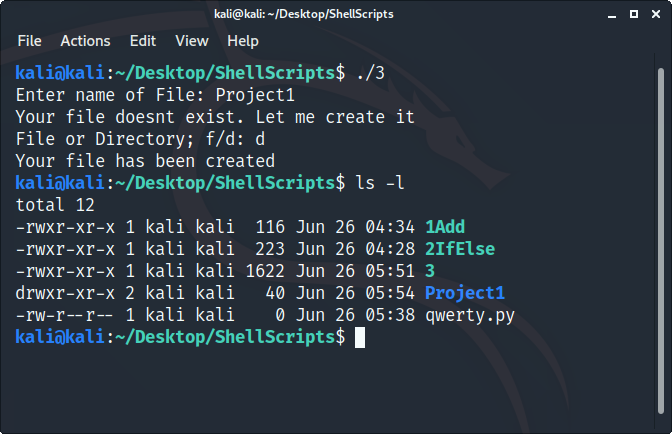 kali@kali: ~/Desktop/ShellScripts
File Actions Edit View Help
kali@kali:~/Desktop/ShellScripts$ ./3
Enter name of File: Project1
Your file doesnt exist. Let me create it
File or Directory; f/d: d
Your file has been created
kali@kali:~/Desktop/ShellScripts$ ls -l
total 12
-rwxr-xr-x 1 kali kali  116 Jun 26 04:34 1Add
-rwxr-xr-x 1 kali kali  223 Jun 26 04:28 2IfElse
-rwxr-xr-x 1 kali kali 1622 Jun 26 05:51 3
drwxr-xr-x 2 kali kali   40 Jun 26 05:54 Project1
-rw-r--r-- 1 kali kali    0 Jun 26 05:38 qwerty.py
kali@kali:~/Desktop/ShellScripts$